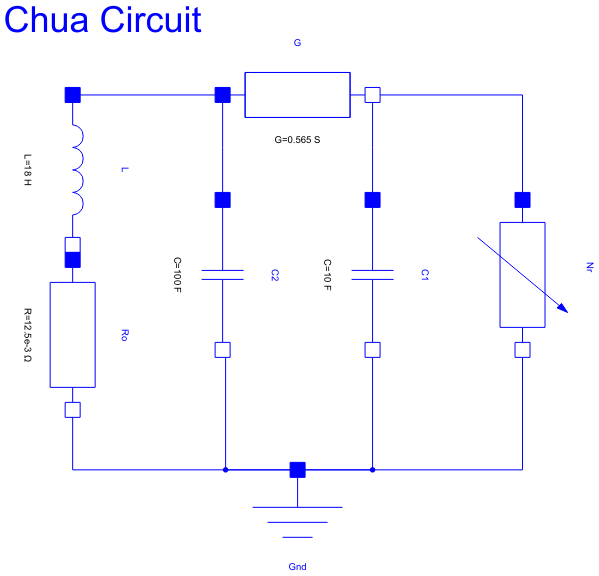 Chua Circuit
G
G=0.565 S
L=18 H
L
C=100 F
C2
C=10 F
C1
Nr
R=12.5e-3 Ω
Ro
Gnd